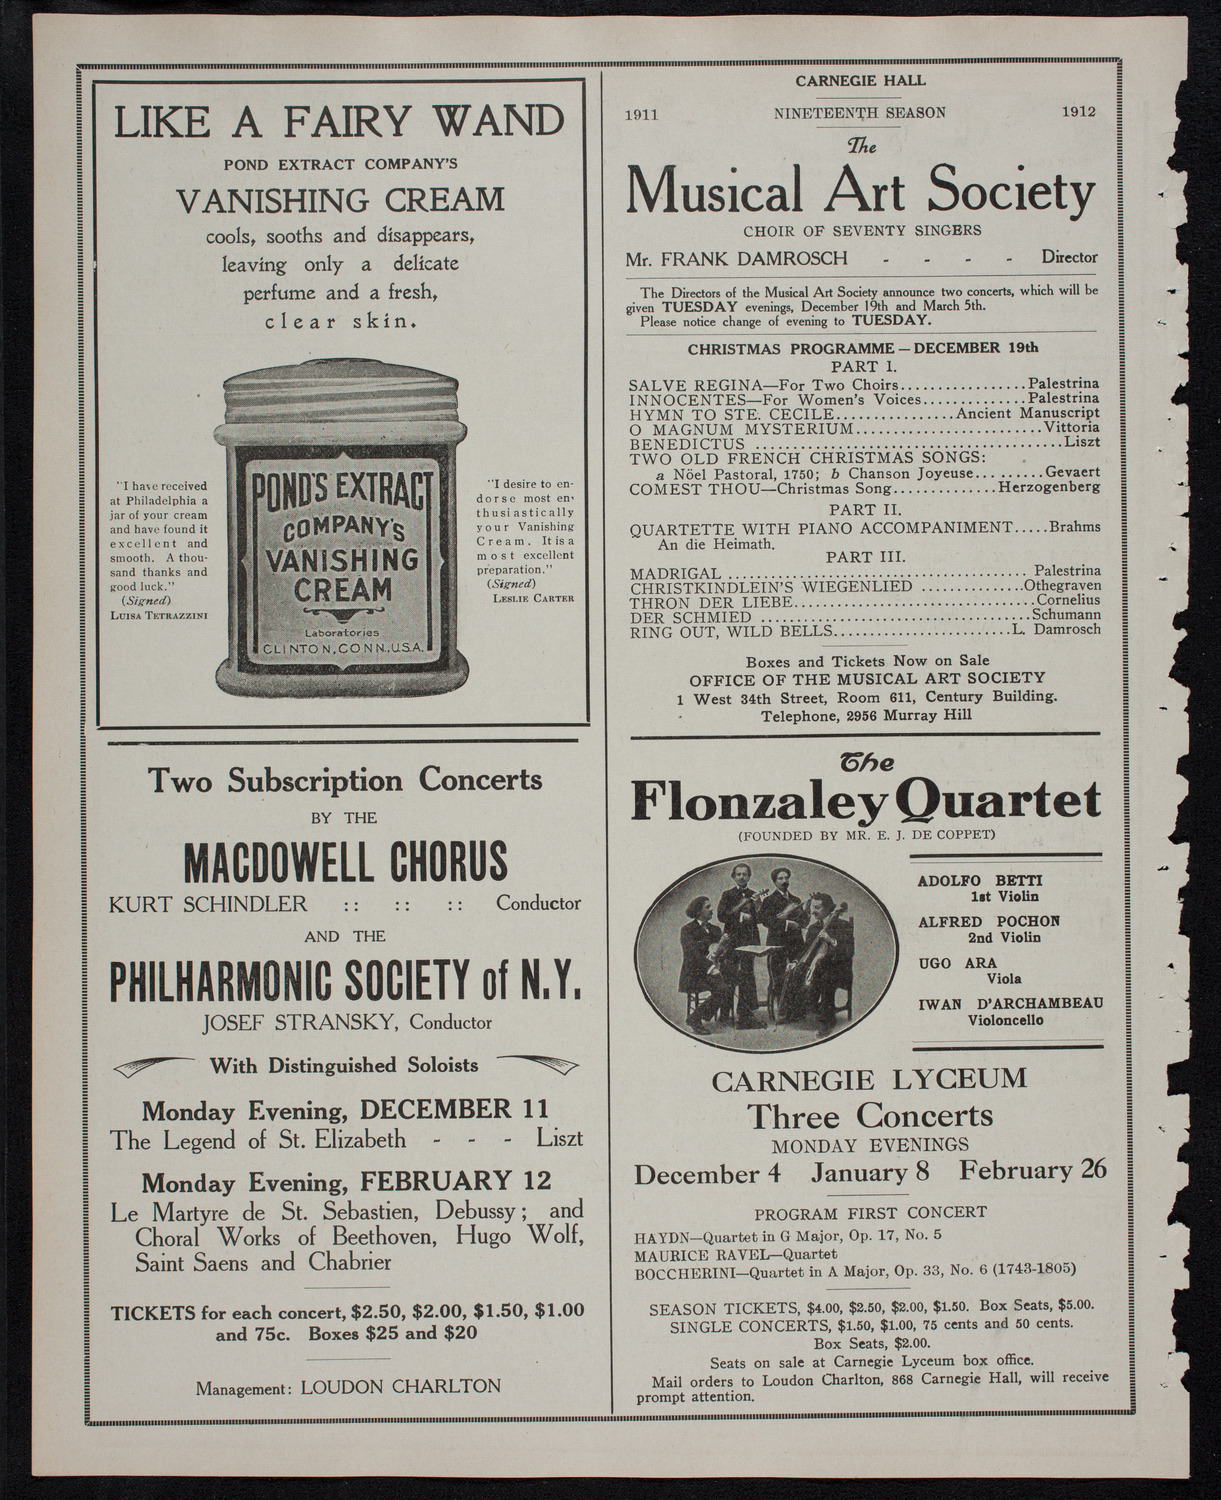 LIKE A FAIRY WAND
POND EXTRACT COMPANY'S
VANISHING CREAM
cools, sooths and disappears,
leaving only a delicate
perfume and a fresh,
clear skin.
"I have received
at Philadelphia a
jar of your cream
and have found it
excellent and
smooth. A thou-
sand thanks and
good luck."
(Signed)
LUISA TETRAZZINI
POND'S EXTRACT
COMPANY'S
VANISHING
CREAM
Laboratories
CLINTON, CONN., U.S.A.
"I desire to en-
dorse most en-
thusiastically
your Vanishing
Cream. It is a
most excellent
preparation."
(Signed)
LESLIE CARTER
Two Subscription Concerts
BY THE
MACDOWELL CHORUS
KURT SCHINDLER :: :: :: Conductor
AND THE
PHILHARMONIC SOCIETY of N.Y.
JOSEF STRANSKY, Conductor
With Distinguished Soloists
Monday Evening, DECEMBER 11
The Legend of St. Elizabeth - - - Liszt
Monday Evening, FEBRUARY 12
Le Martyre de St. Sebastien, Debussy; and
Choral Works of Beethoven, Hugo Wolf,
Saint Saens and Chabrier
TICKETS for each concert, $2.50, $2.00, $1.50, $1.00
and 75c. Boxes $25 and $20
Management: LOUDON CHARLTON
CARNEGIE HALL
1911 NINETEENTH SEASON 1912
The
Musical Art Society
CHOIR OF SEVENTY SINGERS
Mr. FRANK DAMROSCH - - - - Director
The Directors of the Musical Art Society announce two concerts, which will be
given TUESDAY evenings, December 19th and March 5th.
Please notice change of evening to TUESDAY.
CHRISTMAS PROGRAMME—DECEMBER 19th
PART I.
SALVE REGINA—For Two Choirs................Palestrina
INNOCENTES—For Women's Voices.............Palestrina
HYMN TO STE. CECILE...............Ancient Manuscript
O MAGNUM MYSTERIUM........................Vittoria
BENEDICTUS .......................................Liszt
TWO OLD FRENCH CHRISTMAS SONGS:
a Nöel Pastoral, 1750; b Chanson Joyeuse.........Gevaert
COMEST THOU—Christmas Song.............Herzogenberg
PART II.
QUARTETTE WITH PIANO ACCOMPANIMENT.....Brahms
An die Heimath.
PART III.
MADRIGAL ...................................... Palestrina
CHRISTKINDLEIN'S WIEGENLIED .............Othegraven
THRON DER LIEBE..............................Cornelius
DER SCHMIED ..................................Schumann
RING OUT, WILD BELLS.......................L. Damrosch
Boxes and Tickets Now on Sale
OFFICE OF THE MUSICAL ART SOCIETY
1 West 34th Street, Room 611, Century Building.
Telephone, 2956 Murray Hill
The
Flonzaley Quartet
(FOUNDED BY MR. E. J. DE COPPET)
ADOLFO BETTI
1st Violin
ALFRED POCHON
2nd Violin
UGO ARA
Viola
IWAN D'ARCHAMBEAU
Violoncello
CARNEGIE LYCEUM
Three Concerts
MONDAY EVENINGS
December 4 January 8 February 26
PROGRAM FIRST CONCERT
HAYDN—Quartet in G Major, Op. 17, No. 5
MAURICE RAVEL—Quartet
BOCCHERINI—Quartet in A Major, Op. 33, No. 6 (1743-1805)
SEASON TICKETS, $4.00, $2.50, $2.00, $1.50. Box Seats, $5.00.
SINGLE CONCERTS, $1.50, $1.00, 75 cents and 50 cents.
Box Seats, $2.00.
Seats on sale at Carnegie Lyceum box office.
Mail orders to Loudon Charlton, 868 Carnegie Hall, will receive
prompt attention.